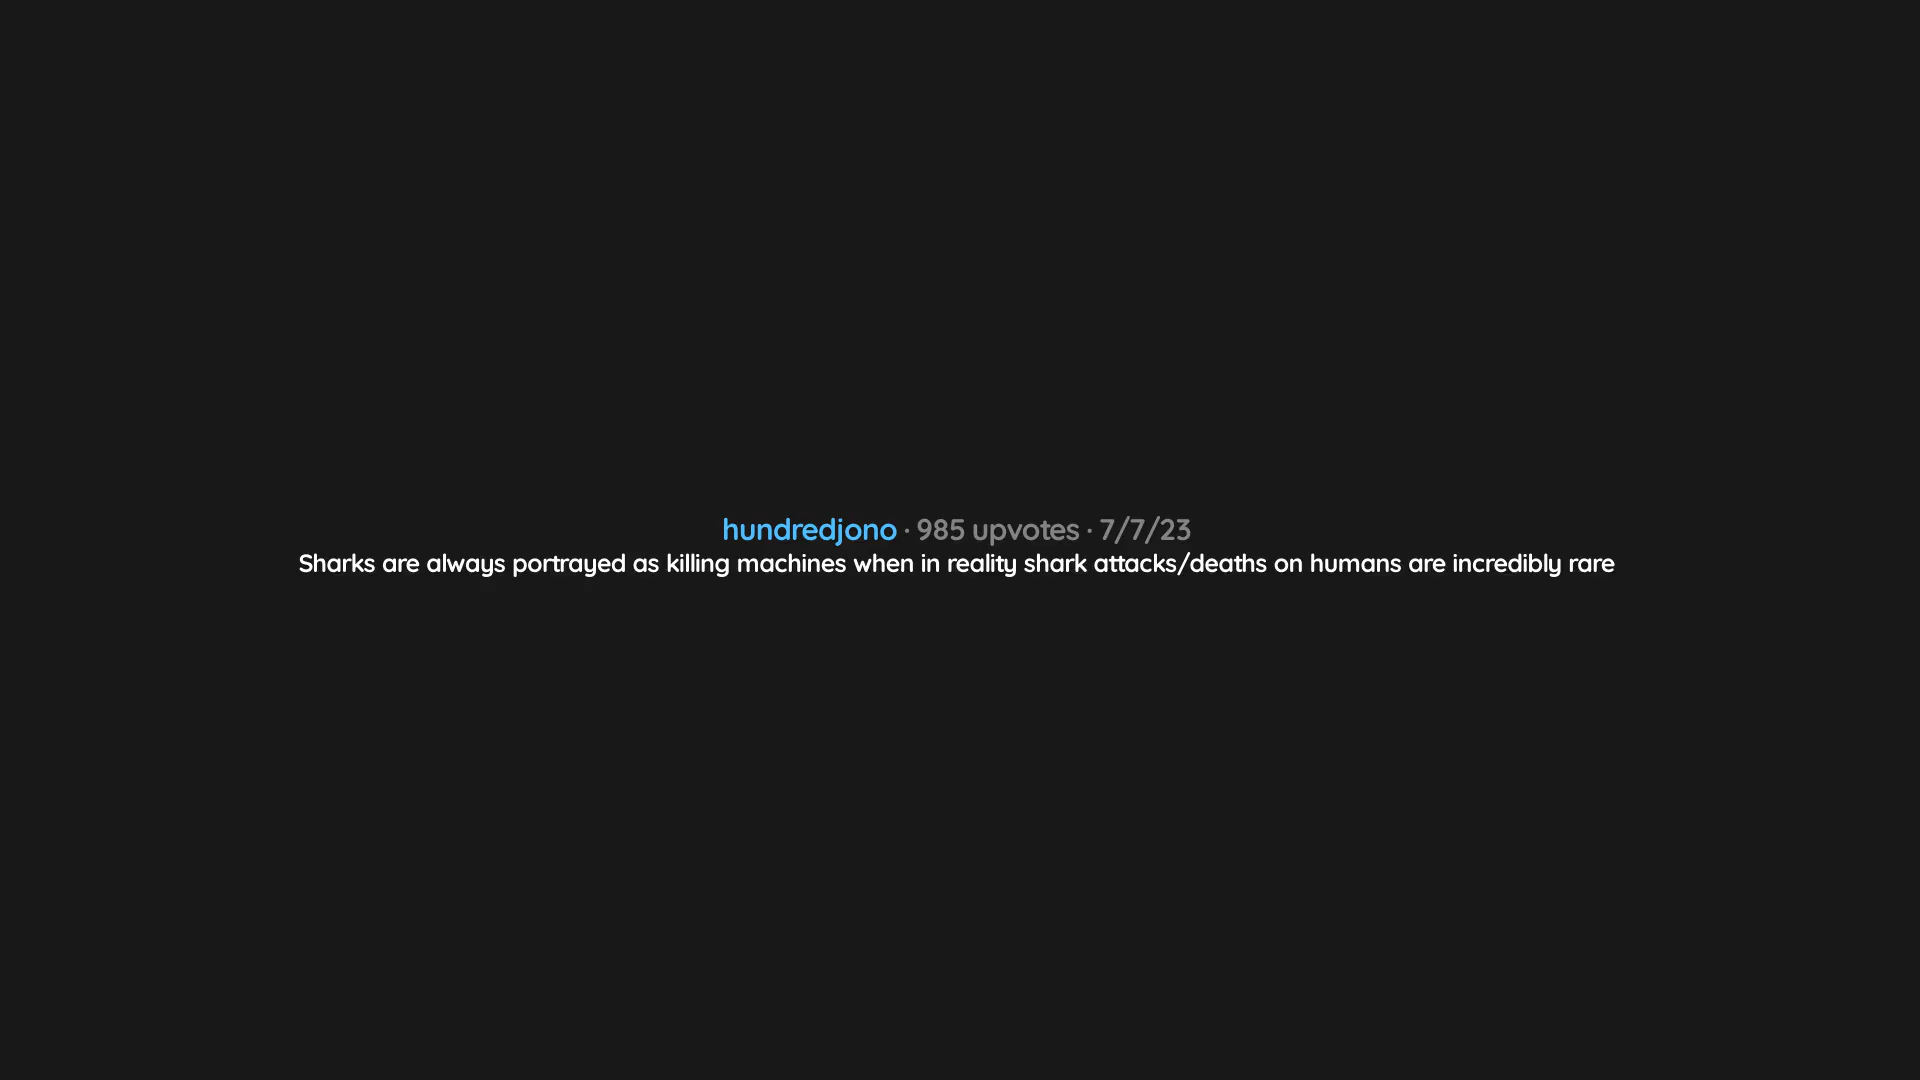 hundredjono · 985 upvotes · 7/7/23
Sharks are always portrayed as killing machines when in reality shark attacks/deaths on humans are incredibly rare